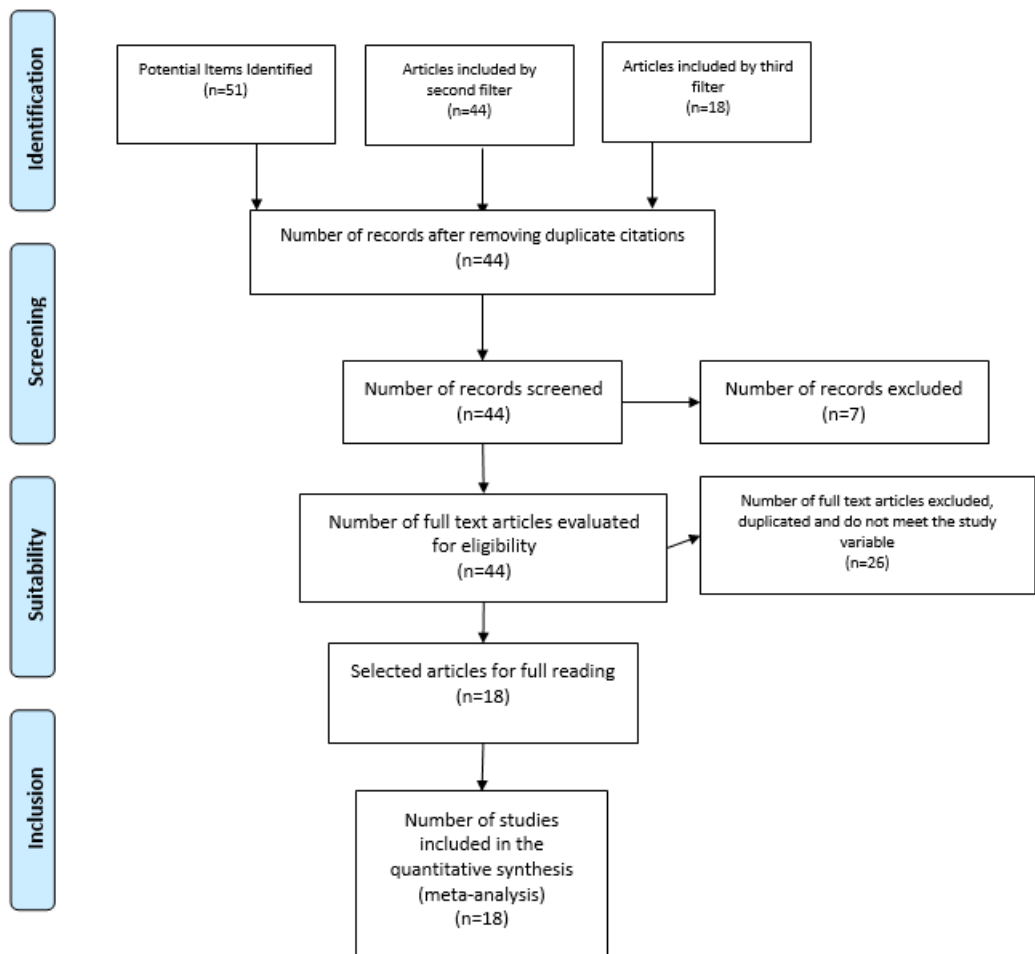 Identification
Potential Items Identified
(n=51)
Articles included by
second filter
(n=44)
Articles included by third
filter
(n=18)
Number of records after removing duplicate citations
(n=44)
Screening
Number of records screened
(n=44)
Number of records excluded
(n=7)
Suitability
Number of full text articles evaluated
for eligibility
(n=44)
Number of full text articles excluded,
duplicated and do not meet the study
variable
(n=26)
Selected articles for full reading
(n=18)
Inclusion
Number of studies
included in the
quantitative synthesis
(meta-analysis)
(n=18)